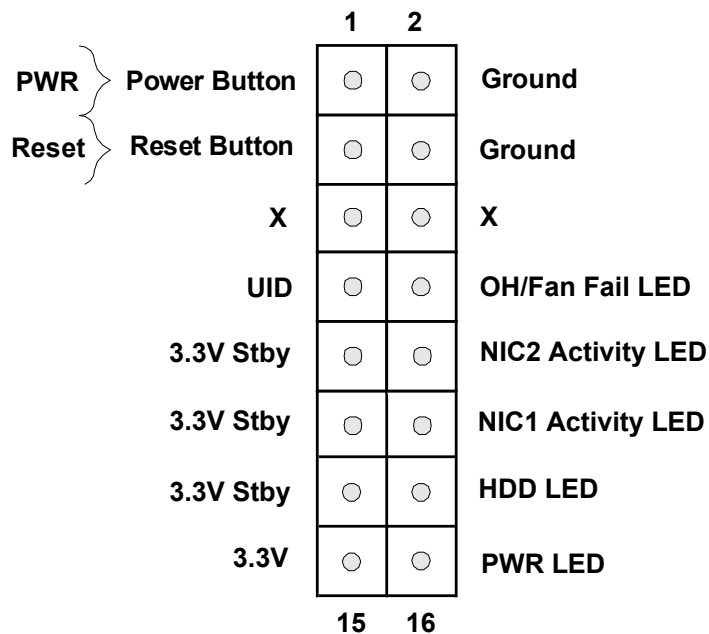 1 2
PWR Power Button Ground
Reset Reset Button Ground
X X
UID OH/Fan Fail LED
3.3V Stby NIC2 Activity LED
3.3V Stby NIC1 Activity LED
3.3V Stby HDD LED
3.3V PWR LED
15 16